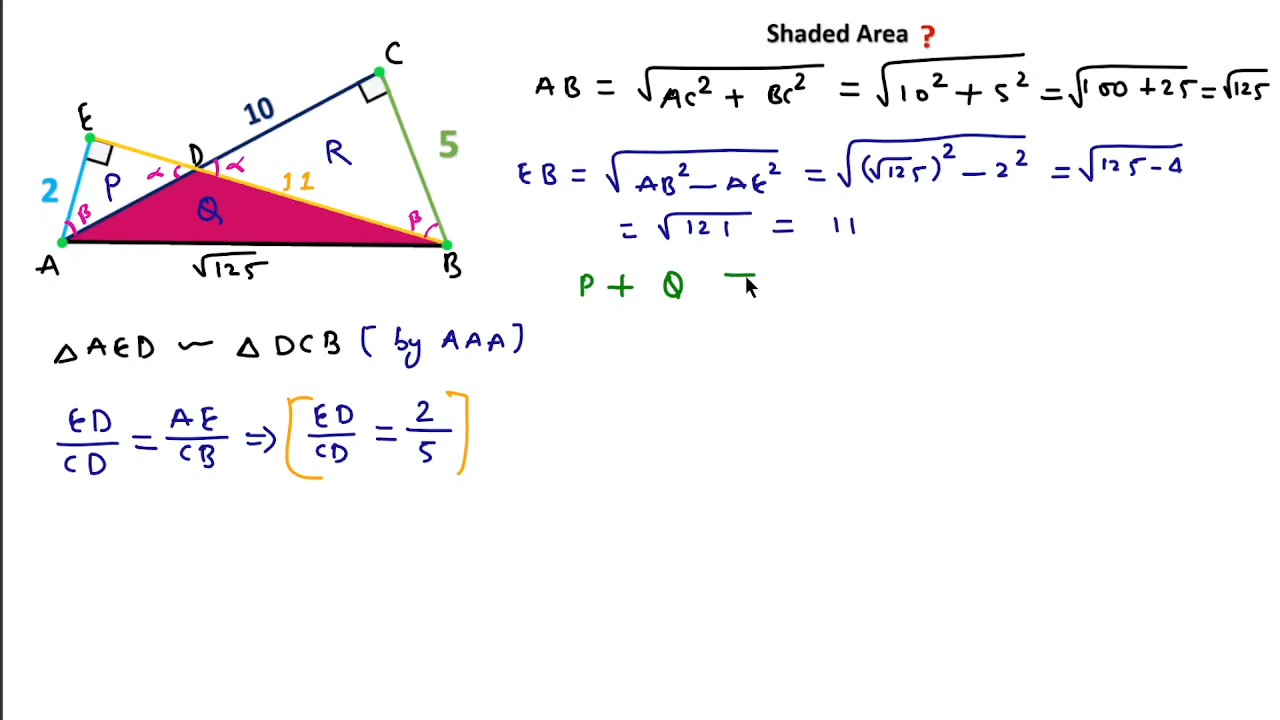 Shaded Area ?
AB = √AC² + BC² = √10² + 5² = √100 + 25 = √125
EB = √AB² − AE² = √(√125)² − 2² = √125 − 4
= √121 = 11
P + Q
C
E
10
D
R
5
α
α
11
2
P
Q
β
β
A
√125
B
△ AED ∼ △ DCB [ by AAA ]
ED/CD = AE/CB ⇒ [ ED/CD = 2/5 ]